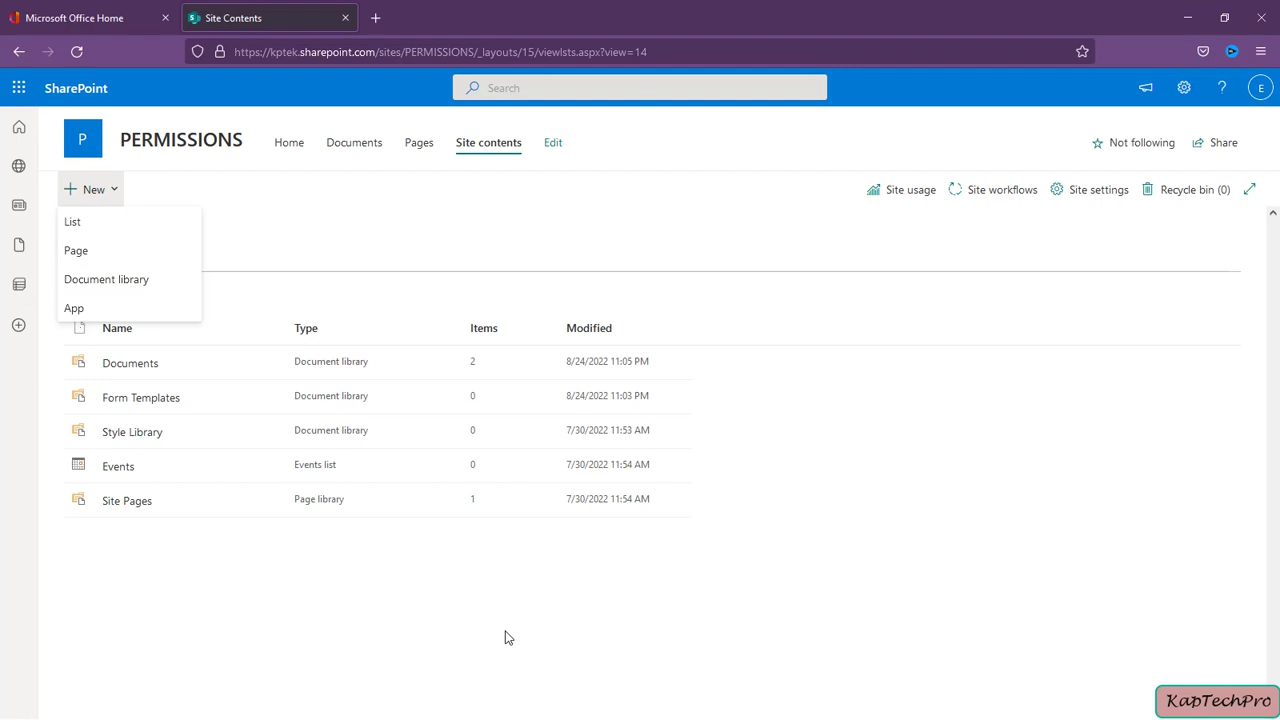 Microsoft Office Home
Site Contents
https://kptek.sharepoint.com/sites/PERMISSIONS/_layouts/15/viewlsts.aspx?view=14
SharePoint
Search
E
P
PERMISSIONS
Home
Documents
Pages
Site contents
Edit
Not following
Share
New
Site usage
Site workflows
Site settings
Recycle bin (0)
List
Page
Document library
App
Name Type Items Modified
Documents Document library 2 8/24/2022 11:05 PM
Form Templates Document library 0 8/24/2022 11:03 PM
Style Library Document library 0 7/30/2022 11:53 AM
Events Events list 0 7/30/2022 11:54 AM
Site Pages Page library 1 7/30/2022 11:54 AM
KapTechPro